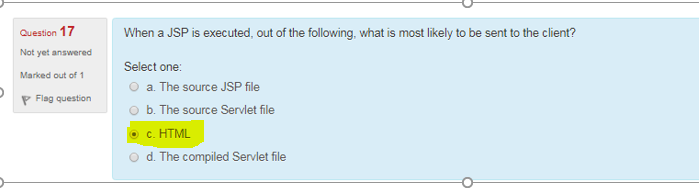 Question 17
Not yet answered
Marked out of 1
Flag question
When a JSP is executed, out of the following, what is most likely to be sent to the client?
Select one:
a. The source JSP file
b. The source Servlet file
c. HTML
d. The compiled Servlet file